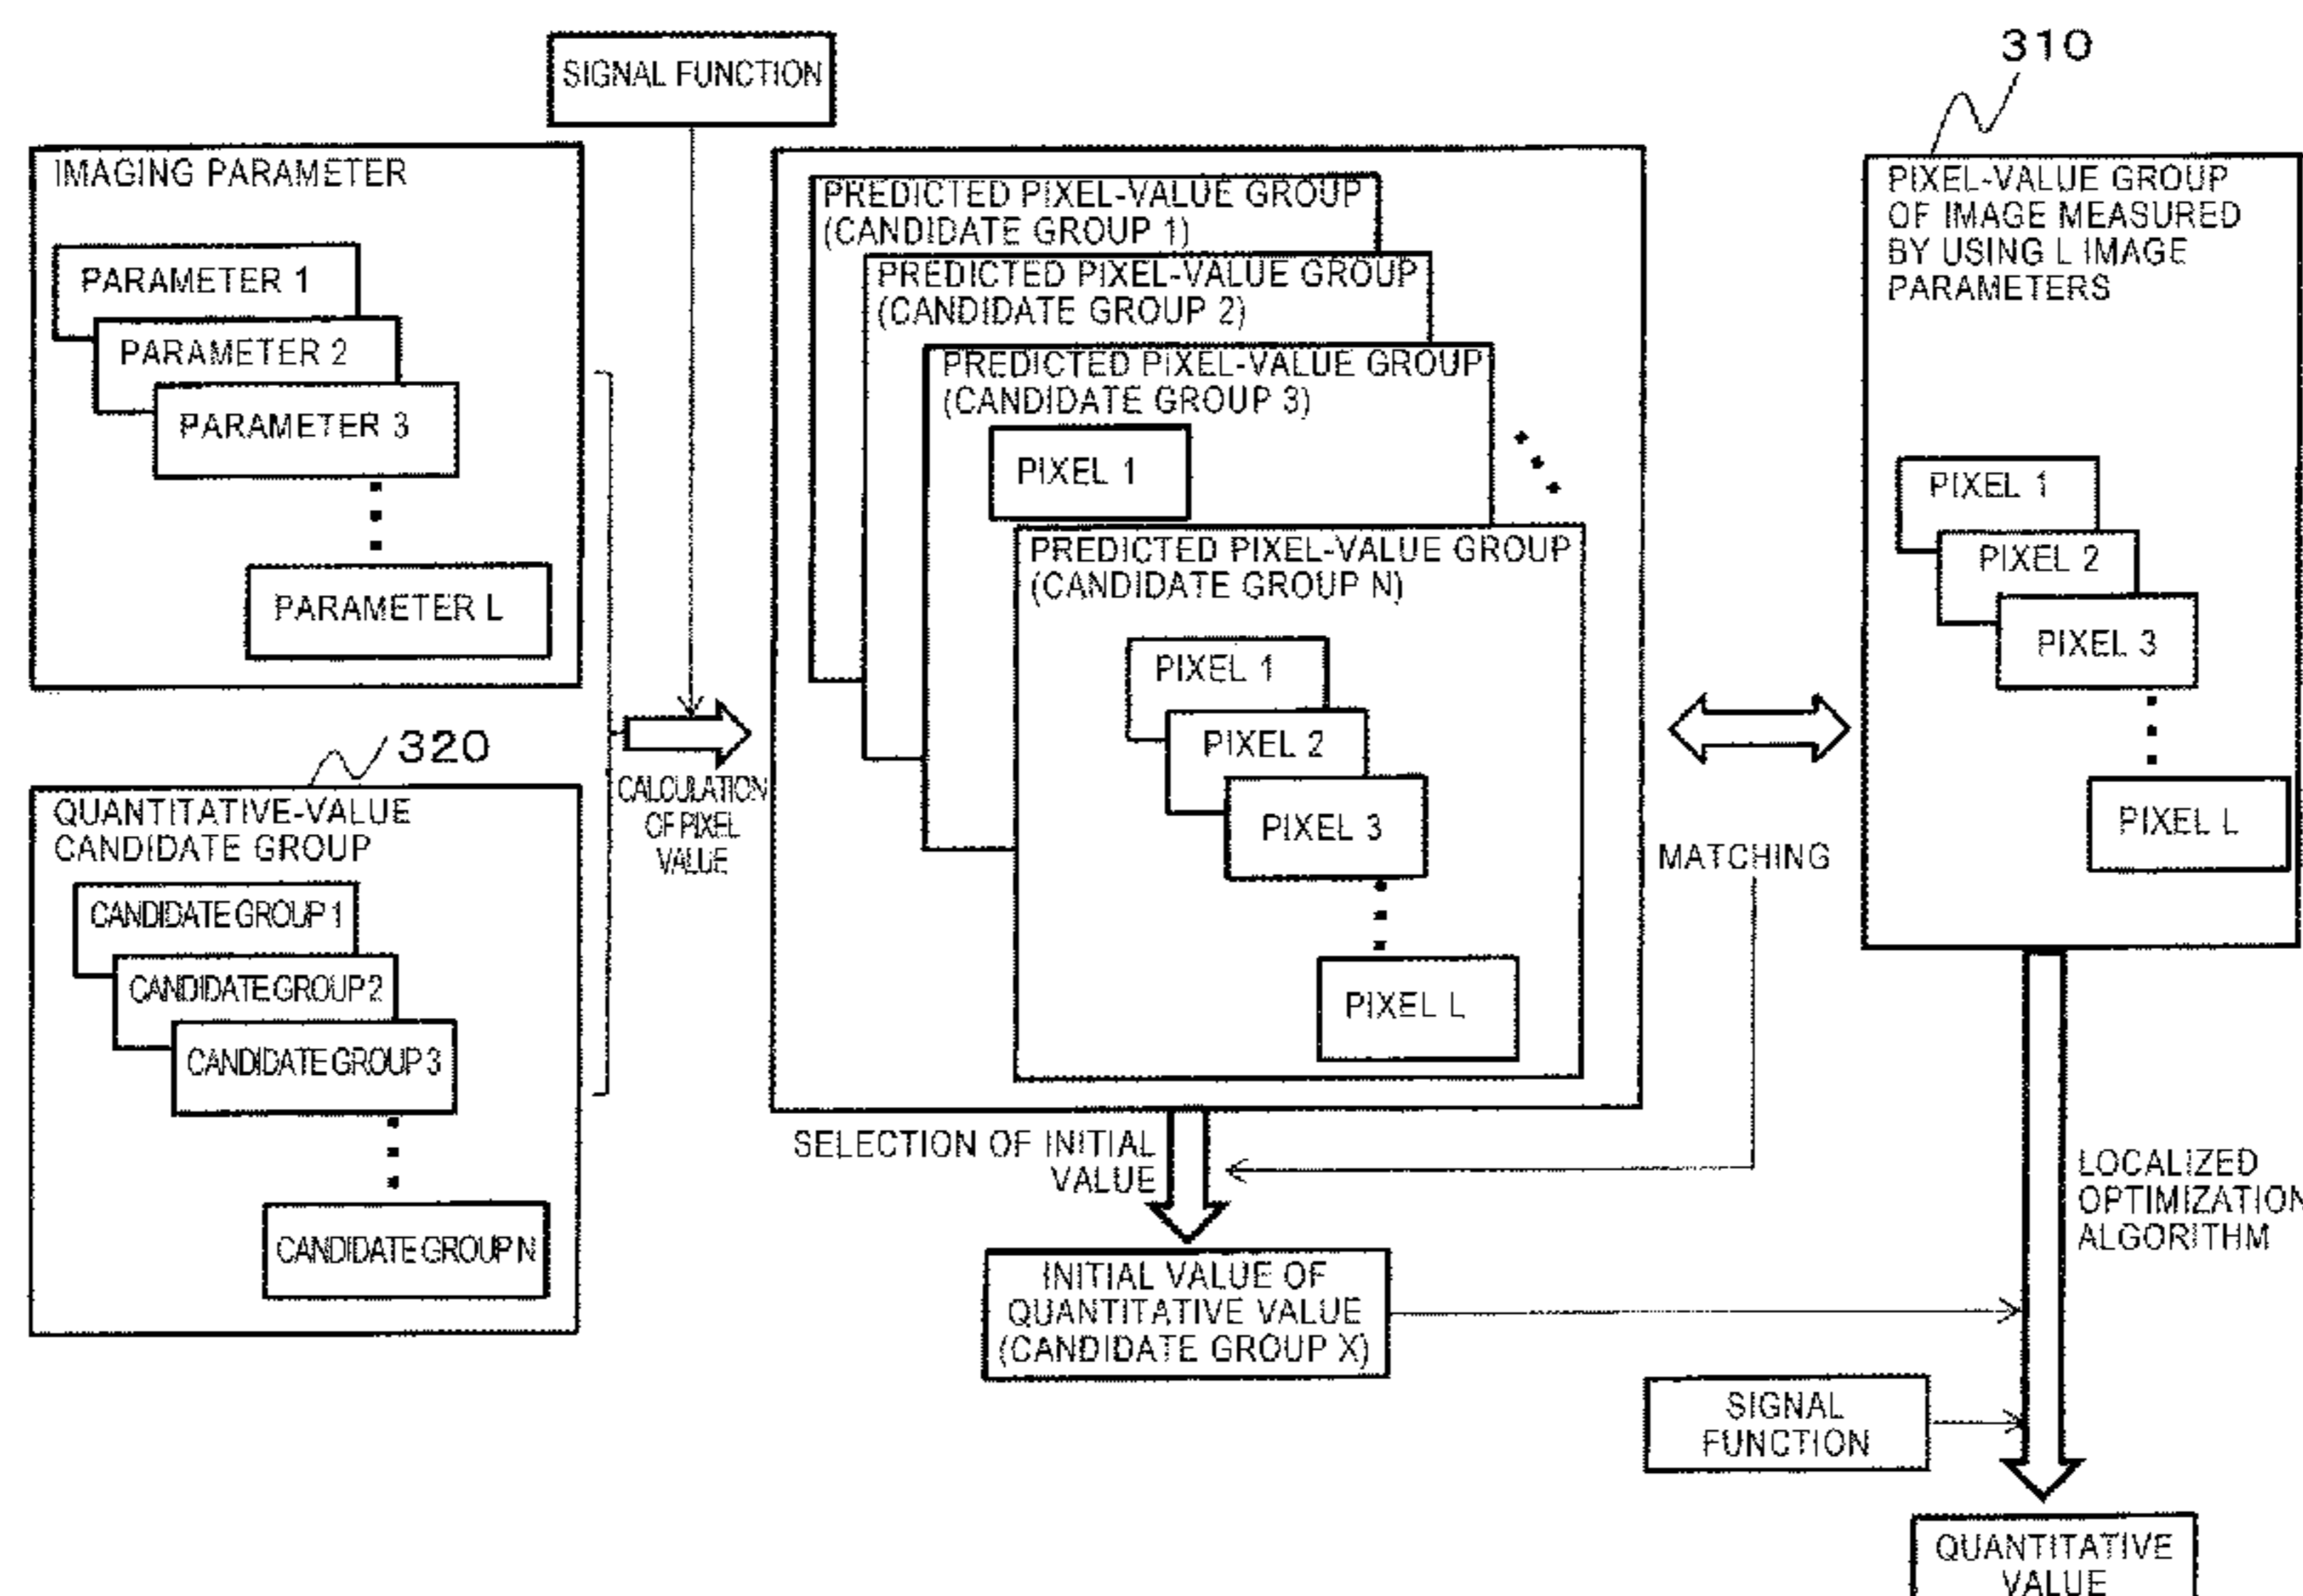 310
SIGNAL FUNCTION
IMAGING PARAMETER
PARAMETER 1
PARAMETER 2
PARAMETER 3
PARAMETER L
320
QUANTITATIVE-VALUE
CANDIDATE GROUP
CANDIDATE GROUP 1
CANDIDATE GROUP 2
CANDIDATE GROUP 3
CANDIDATE GROUP N
CALCULATION
OF PIXEL
VALUE
PREDICTED PIXEL-VALUE GROUP
(CANDIDATE GROUP 1)
PREDICTED PIXEL-VALUE GROUP
(CANDIDATE GROUP 2)
PREDICTED PIXEL-VALUE GROUP
(CANDIDATE GROUP 3)
PIXEL 1
PREDICTED PIXEL-VALUE GROUP
(CANDIDATE GROUP N)
PIXEL 1
PIXEL 2
PIXEL 3
PIXEL L
MATCHING
PIXEL-VALUE GROUP
OF IMAGE MEASURED
BY USING L IMAGE
PARAMETERS
PIXEL 1
PIXEL 2
PIXEL 3
PIXEL L
SELECTION OF INITIAL
VALUE
INITIAL VALUE OF
QUANTITATIVE VALUE
(CANDIDATE GROUP X)
LOCALIZED
OPTIMIZATION
ALGORITHM
SIGNAL
FUNCTION
QUANTITATIVE
VALUE